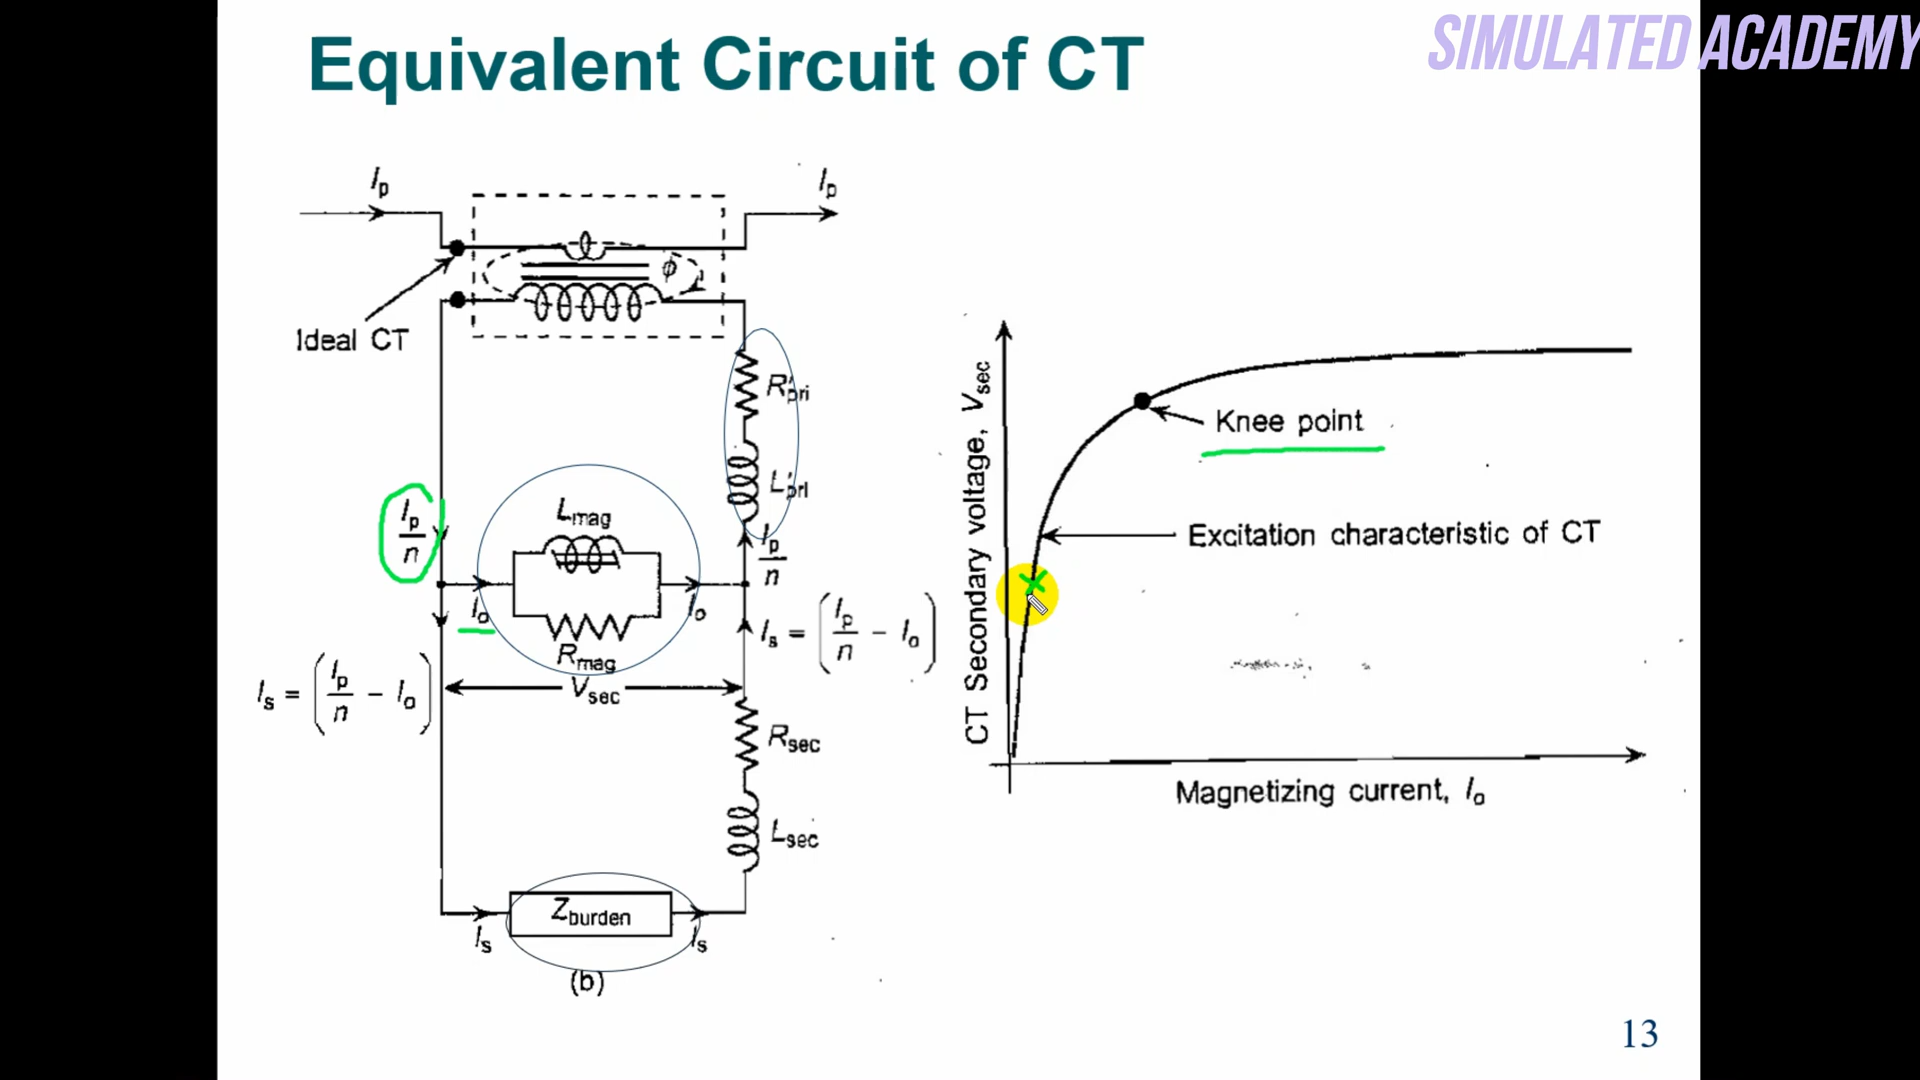 SIMULATED ACADEMY
Equivalent Circuit of CT
Ip
Ip
ϕ
Ideal CT
R'pri
L'pri
Ip/n
Lmag
Ip/n
Io
Io
Rmag
Is = (Ip/n − Io)
Vsec
Is = (Ip/n − Io)
Rsec
Lsec
Zburden
Is
Is
(b)
CT Secondary voltage, Vsec
Knee point
Excitation characteristic of CT
Magnetizing current, Io
13